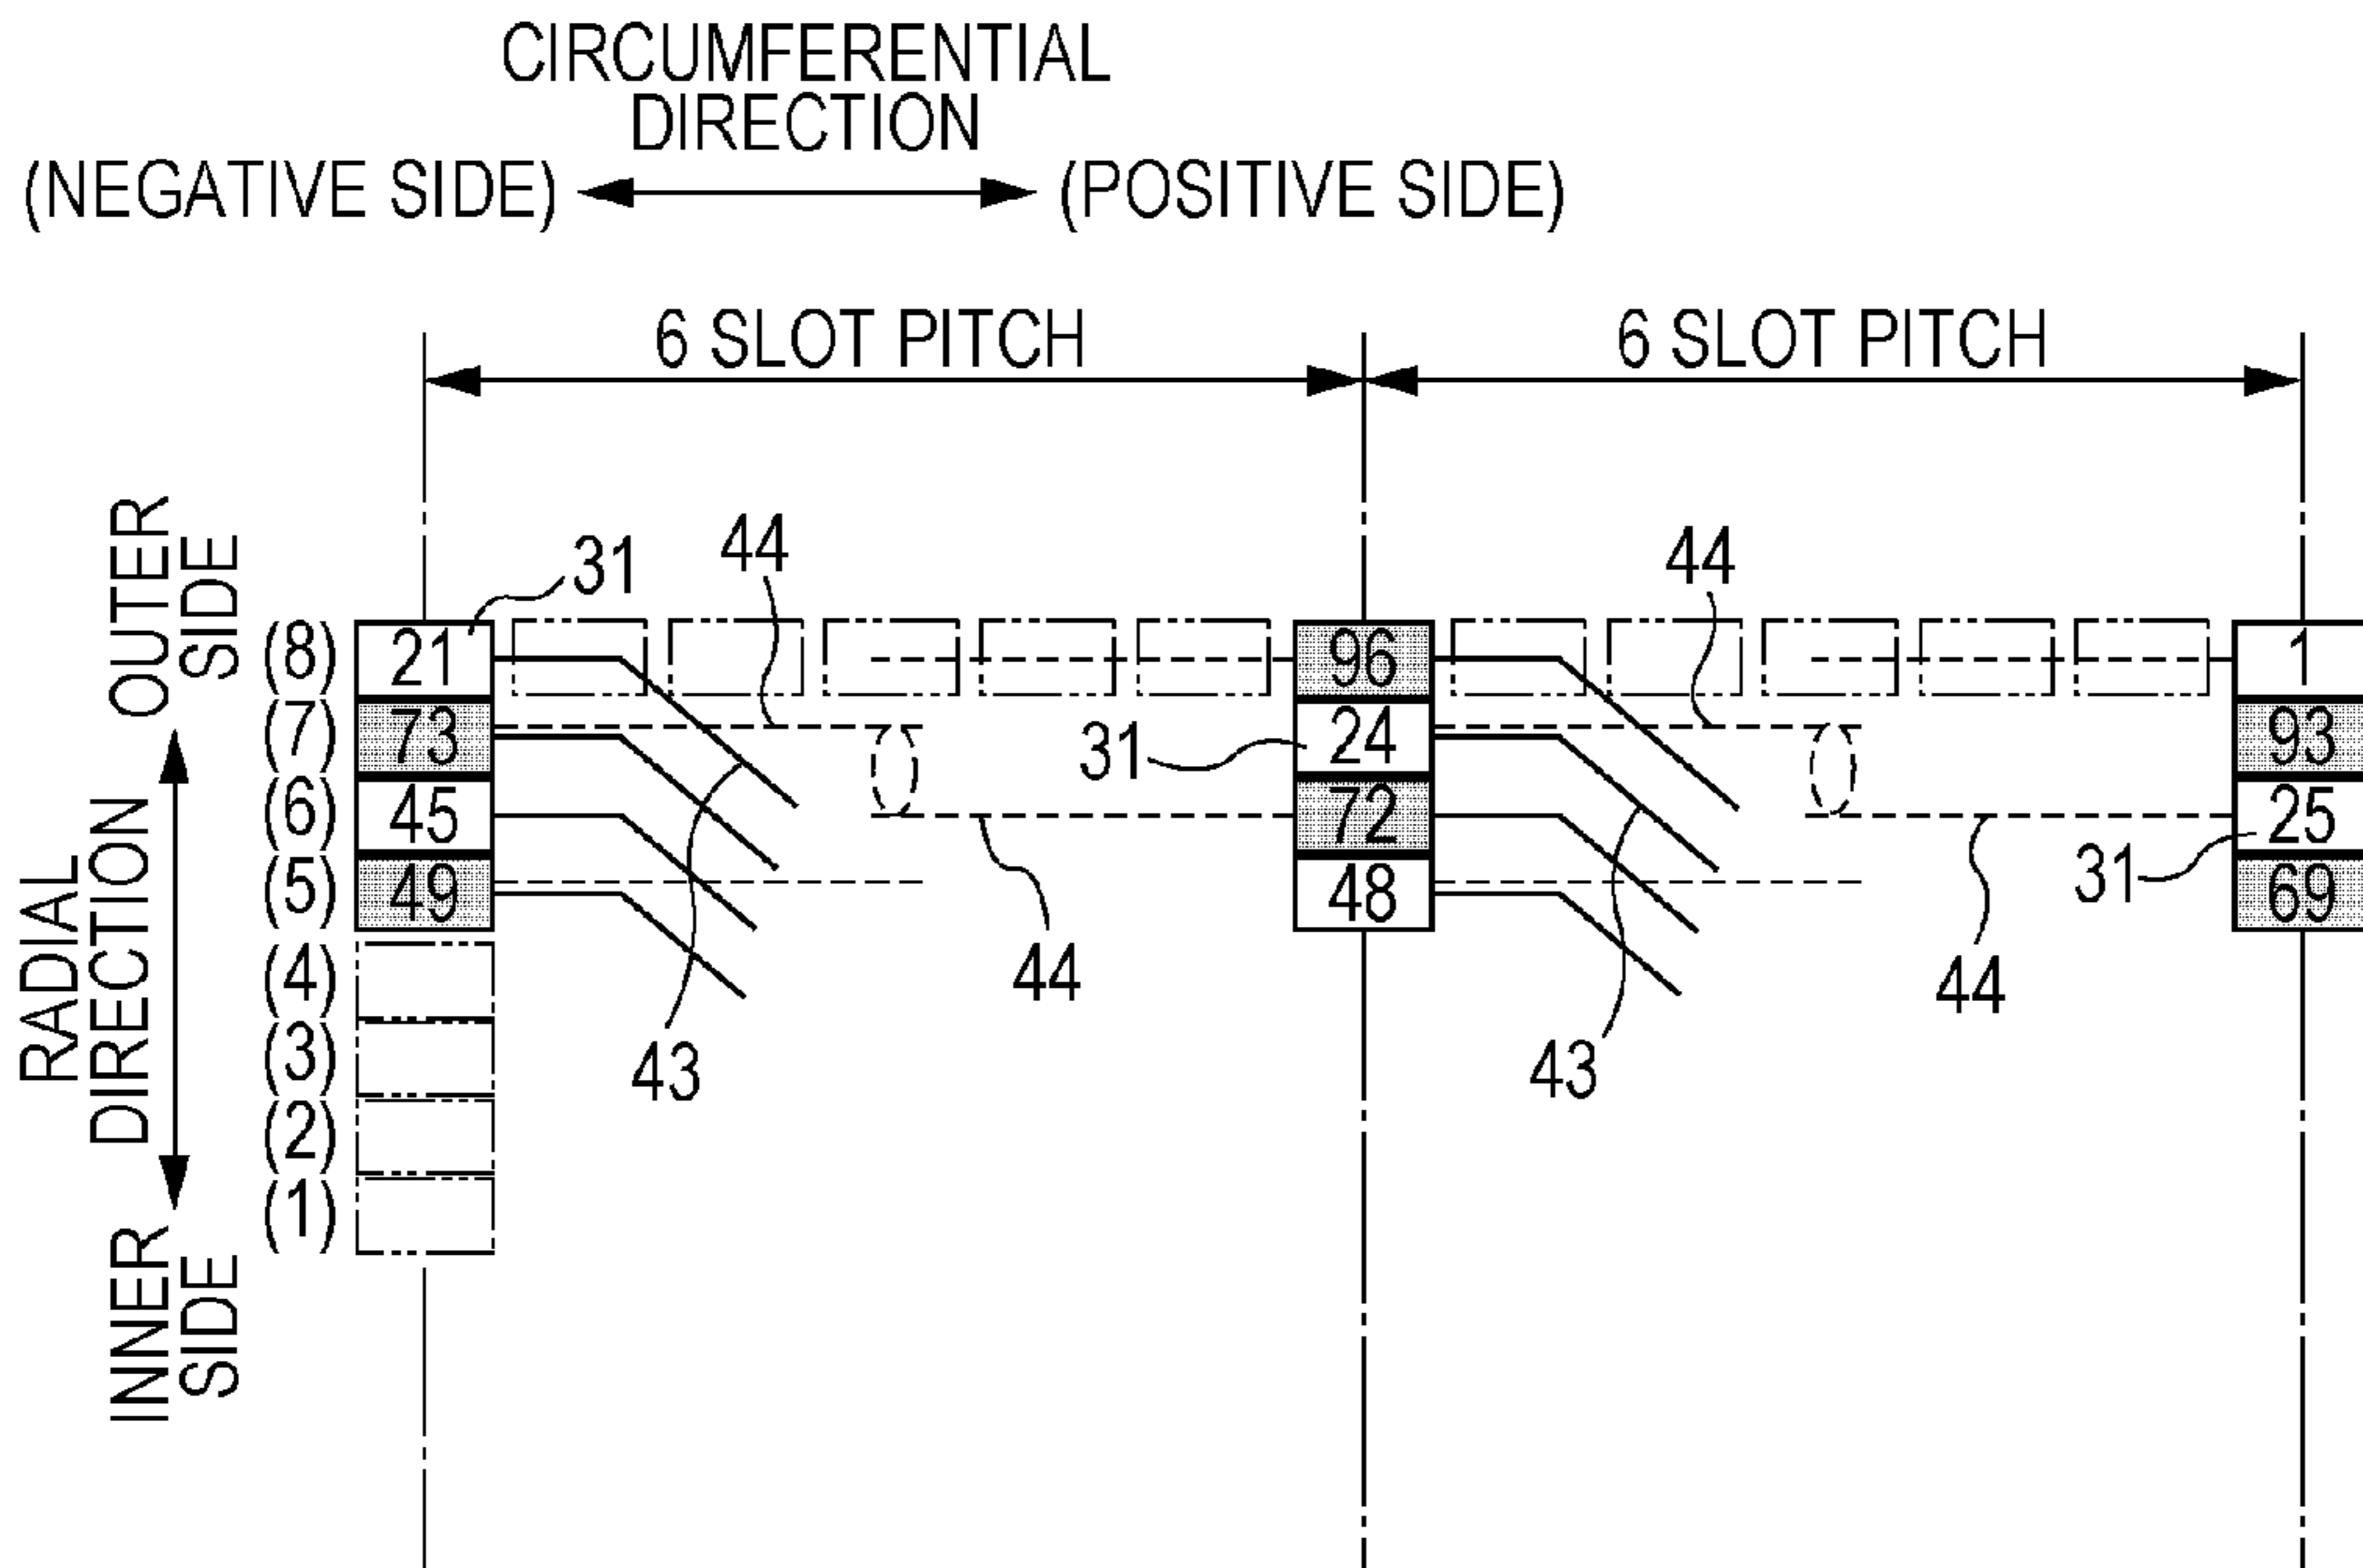 CIRCUMFERENTIAL
DIRECTION
(NEGATIVE SIDE) (POSITIVE SIDE)
6 SLOT PITCH 6 SLOT PITCH
OUTER
SIDE
RADIAL
DIRECTION
INNER
SIDE
31 44 44
(8) 21 96 1
(7) 73 31 24 93
(6) 45 72 25
(5) 49 48 31 69
(4) 44 44
(3) 43 43
(2)
(1)